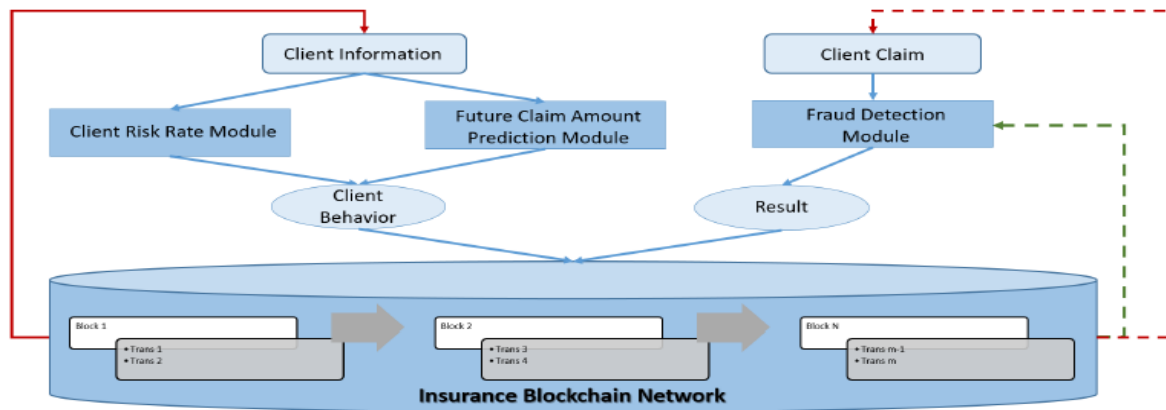 Client Information
Client Claim
Client Risk Rate Module
Future Claim Amount
Prediction Module
Fraud Detection
Module
Client
Behavior
Result
Block 1
• Trans 1
• Trans 2
Block 2
• Trans 3
• Trans 4
Block N
• Trans m-1
• Trans m
Insurance Blockchain Network